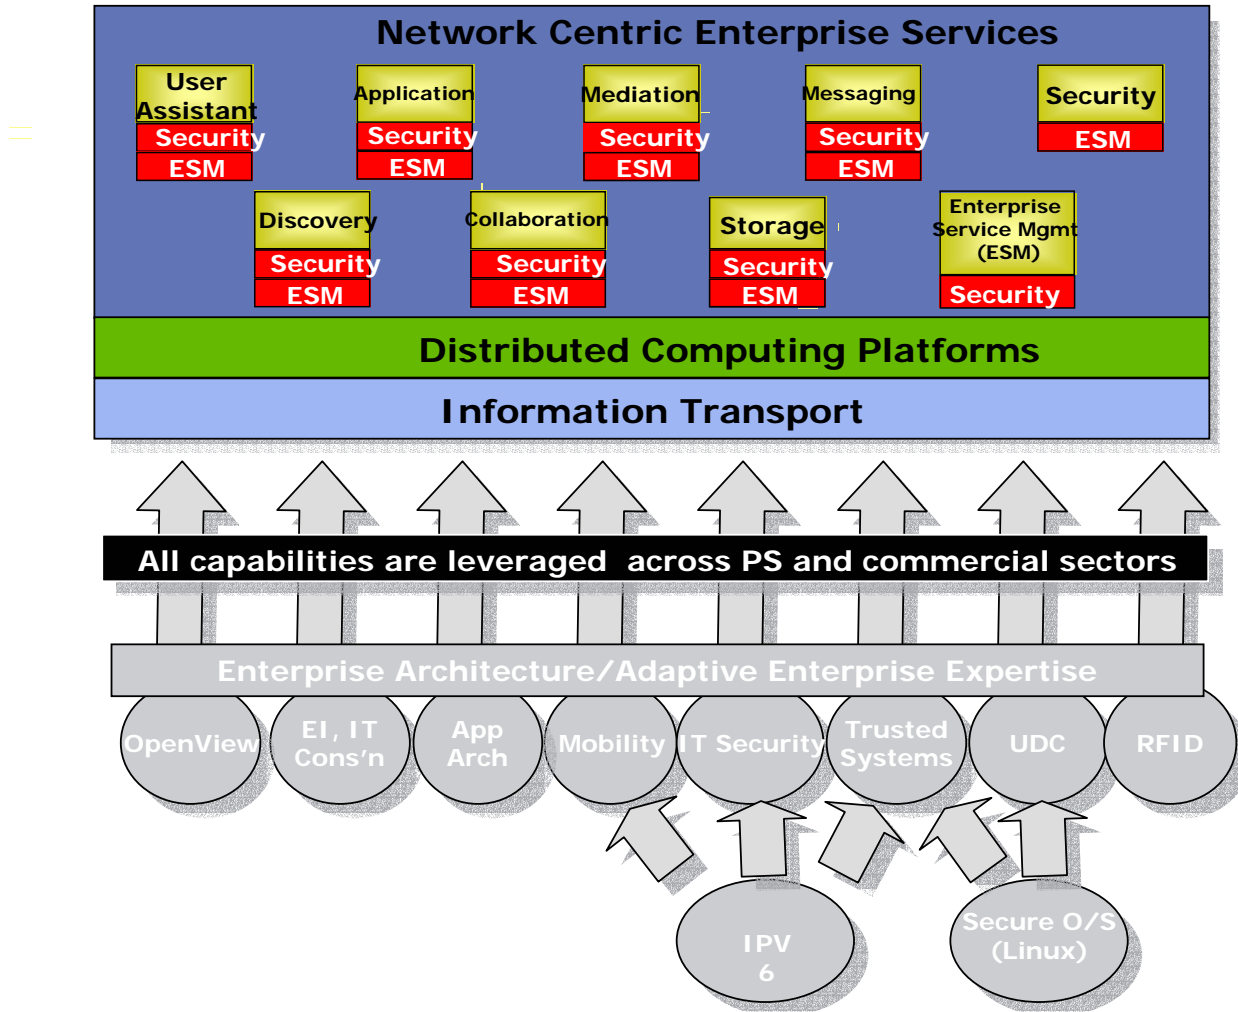 Network Centric Enterprise Services
User
Assistant
Security
ESM
Application
Security
ESM
Mediation
Security
ESM
Messaging
Security
ESM
Security
ESM
Discovery
Security
ESM
Collaboration
Security
ESM
Storage
Security
ESM
Enterprise
Service Mgmt
(ESM)
Security
Distributed Computing Platforms
Information Transport
All capabilities are leveraged across PS and commercial sectors
Enterprise Architecture/Adaptive Enterprise Expertise
OpenView
EI, IT
Cons'n
App
Arch
Mobility
IT Security
Trusted
Systems
UDC
RFID
IPV
6
Secure O/S
(Linux)